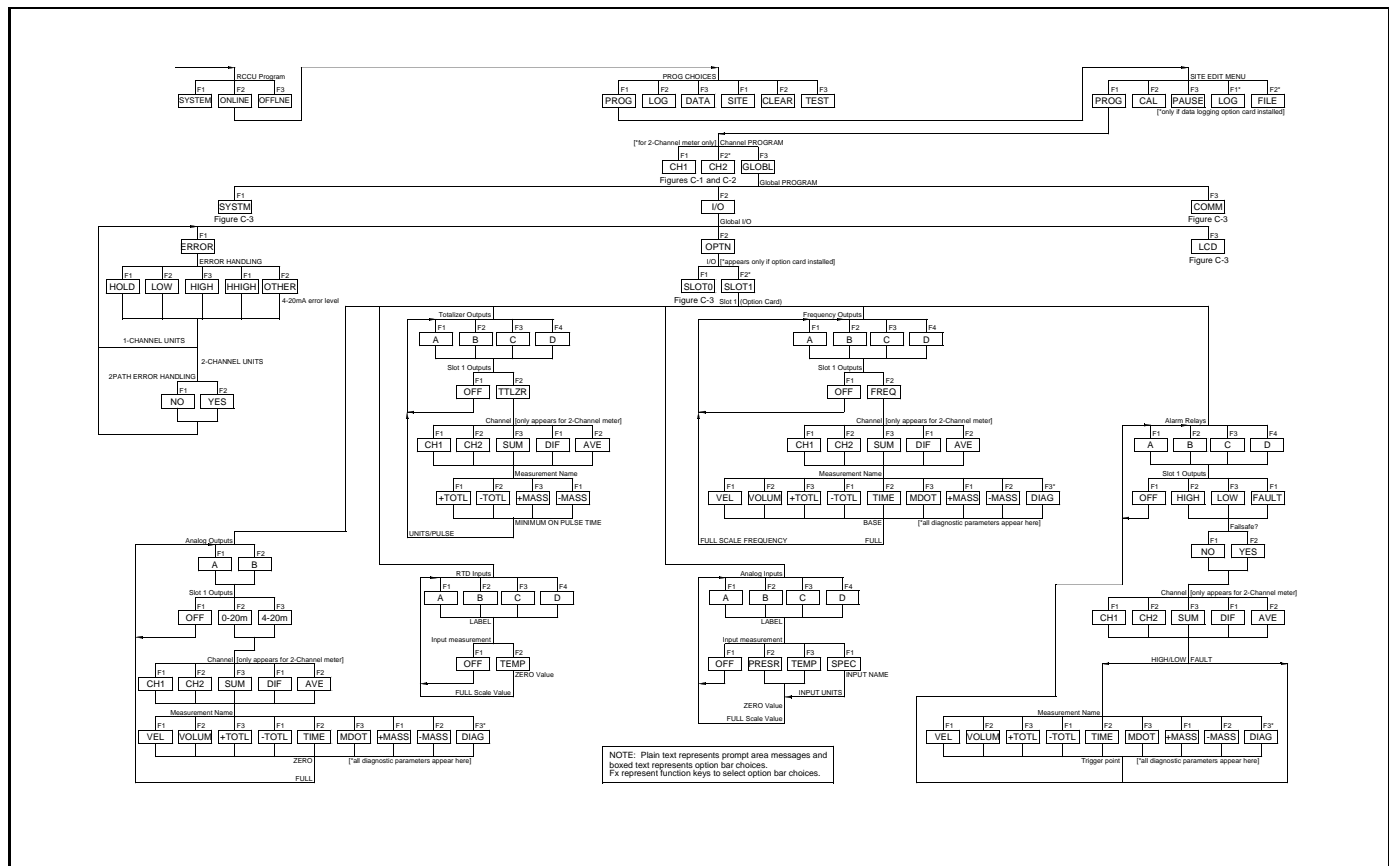 RCCU Program
F1 F2 F3
SYSTEM ONLINE OFFLNE
PROG CHOICES
F1 F2 F3 F1 F2 F3
PROG LOG DATA SITE CLEAR TEST
SITE EDIT MENU
F1 F2 F3 F1* F2*
PROG CAL PAUSE LOG FILE
[*only if data logging option card installed]
[*for 2-Channel meter only] Channel PROGRAM
F1 F2* F3
CH1 CH2 GLOBL
Figures C-1 and C-2
Global PROGRAM
F1 F2 F3
SYSTM I/O COMM
Figure C-3
Figure C-3
Global I/O
F1 F2 F3
ERROR OPTN LCD
Figure C-3
ERROR HANDLING
F1 F2 F3 F1 F2
HOLD LOW HIGH HHIGH OTHER
4-20mA error level
1-CHANNEL UNITS
2-CHANNEL UNITS
2PATH ERROR HANDLING
F1 F2
NO YES
I/O [*appears only if option card installed]
F1 F2*
SLOT0 SLOT1
Figure C-3
Slot 1 (Option Card)
Totalizer Outputs
F1 F2 F3 F4
A B C D
Slot 1 Outputs
F1 F2
OFF TTLZR
Channel [only appears for 2-Channel meter]
F1 F2 F3 F1 F2
CH1 CH2 SUM DIF AVE
Measurement Name
F1 F2 F3 F1
+TOTL -TOTL +MASS -MASS
MINIMUM ON PULSE TIME
UNITS/PULSE
Frequency Outputs
F1 F2 F3 F4
A B C D
Slot 1 Outputs
F1 F2
OFF FREQ
Channel [only appears for 2-Channel meter]
F1 F2 F3 F1 F2
CH1 CH2 SUM DIF AVE
Measurement Name
F1 F2 F3 F1 F2 F3 F1 F2 F3*
VEL VOLUM +TOTL -TOTL TIME MDOT +MASS -MASS DIAG
BASE [*all diagnostic parameters appear here]
FULL SCALE FREQUENCY FULL
Alarm Relays
F1 F2 F3 F4
A B C D
Slot 1 Outputs
F1 F2 F3 F1
OFF HIGH LOW FAULT
Failsafe?
F1 F2
NO YES
Channel [only appears for 2-Channel meter]
F1 F2 F3 F1 F2
CH1 CH2 SUM DIF AVE
HIGH/LOW FAULT
Measurement Name
F1 F2 F3 F1 F2 F3 F1 F2 F3*
VEL VOLUM +TOTL -TOTL TIME MDOT +MASS -MASS DIAG
Trigger point [*all diagnostic parameters appear here]
Analog Outputs
F1 F2
A B
Slot 1 Outputs
F1 F2 F3
OFF 0-20m 4-20m
Channel [only appears for 2-Channel meter]
F1 F2 F3 F1 F2
CH1 CH2 SUM DIF AVE
Measurement Name
F1 F2 F3 F1 F2 F3 F1 F2 F3*
VEL VOLUM +TOTL -TOTL TIME MDOT +MASS -MASS DIAG
ZERO [*all diagnostic parameters appear here]
FULL
RTD Inputs
F1 F2 F3 F4
A B C D
LABEL
Input measurement
F1 F2
OFF TEMP
ZERO Value
FULL Scale Value
Analog Inputs
F1 F2 F3 F4
A B C D
LABEL
Input measurement
F1 F2 F3 F1
OFF PRESR TEMP SPEC
INPUT NAME
INPUT UNITS
ZERO Value
FULL Scale Value
NOTE: Plain text represents prompt area messages and
boxed text represents option bar choices.
Fx represent function keys to select option bar choices.